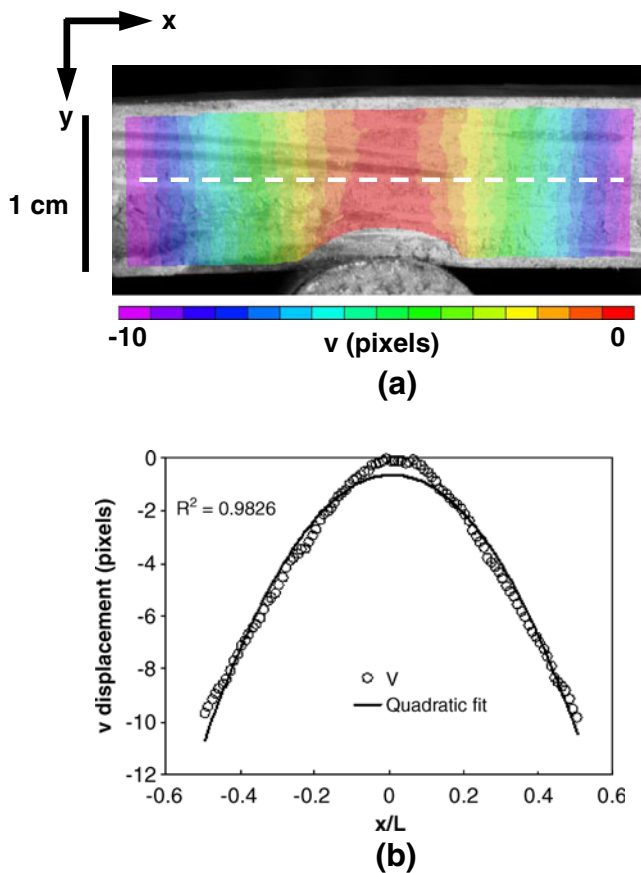 x
y
1 cm
-10 0
v (pixels)
(a)
0
-2
-4
-6
-8
-10
-12
v displacement (pixels)
R² = 0.9826
V
Quadratic fit
-0.6 -0.4 -0.2 0 0.2 0.4 0.6
x/L
(b)